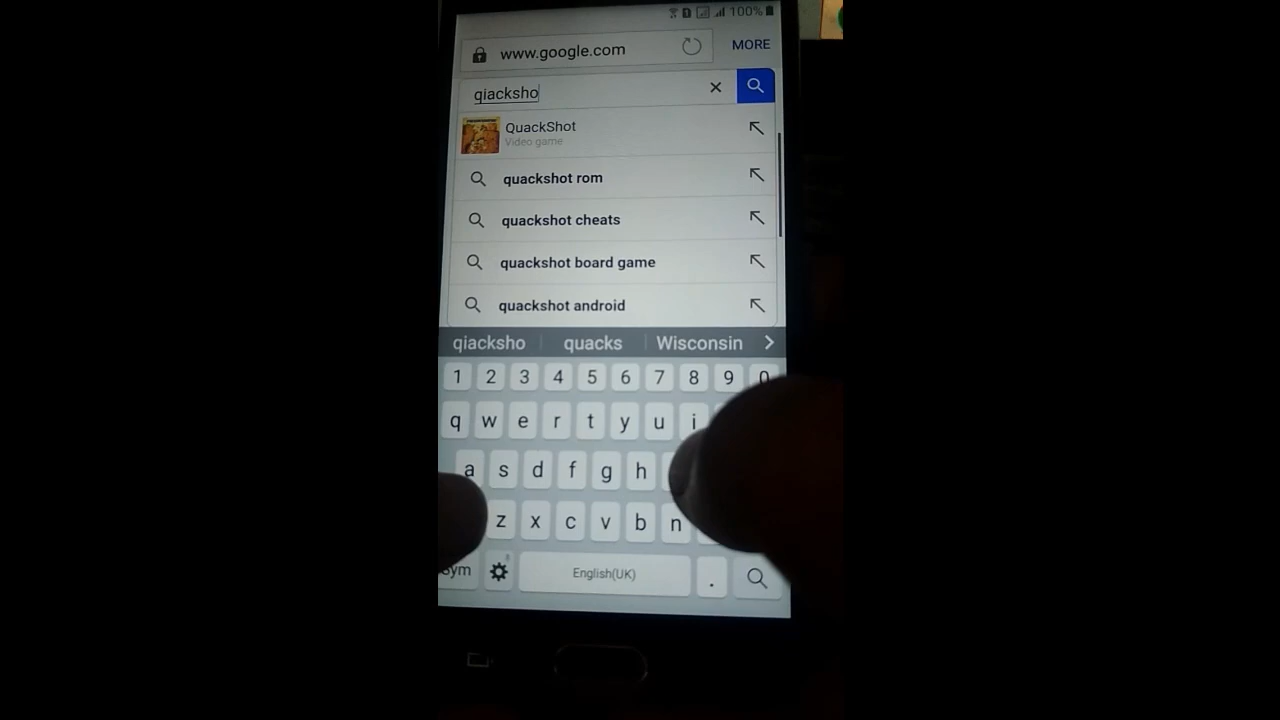 100%
www.google.com
MORE
qiacksho
QuackShot
Video game
quackshot rom
quackshot cheats
quackshot board game
quackshot android
qiacksho quacks Wisconsin
1 2 3 4 5 6 7 8 9 0
q w e r t y u i
a s d f g h
z x c v b n
Sym English(UK) .